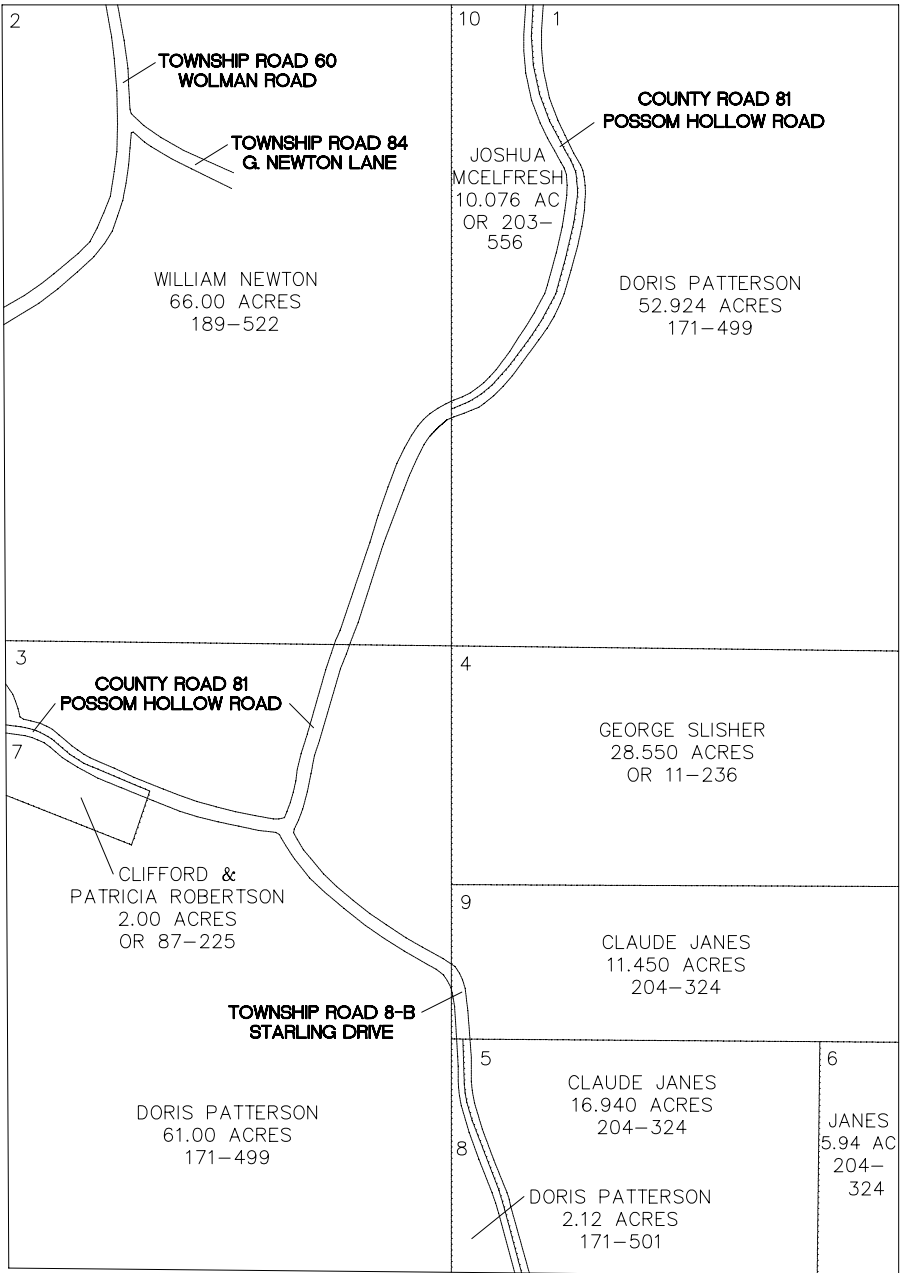 2
10
1
TOWNSHIP ROAD 60
WOLMAN ROAD
COUNTY ROAD 81
POSSOM HOLLOW ROAD
TOWNSHIP ROAD 84
G. NEWTON LANE
JOSHUA
MCELFRESH
10.076 AC
OR 203-
556
WILLIAM NEWTON
66.00 ACRES
189-522
DORIS PATTERSON
52.924 ACRES
171-499
3
4
COUNTY ROAD 81
POSSOM HOLLOW ROAD
7
GEORGE SLISHER
28.550 ACRES
OR 11-236
CLIFFORD &
PATRICIA ROBERTSON
2.00 ACRES
OR 87-225
9
CLAUDE JANES
11.450 ACRES
204-324
TOWNSHIP ROAD 8-B
STARLING DRIVE
5
6
CLAUDE JANES
16.940 ACRES
204-324
JANES
5.94 AC
204-
324
DORIS PATTERSON
61.00 ACRES
171-499
8
DORIS PATTERSON
2.12 ACRES
171-501